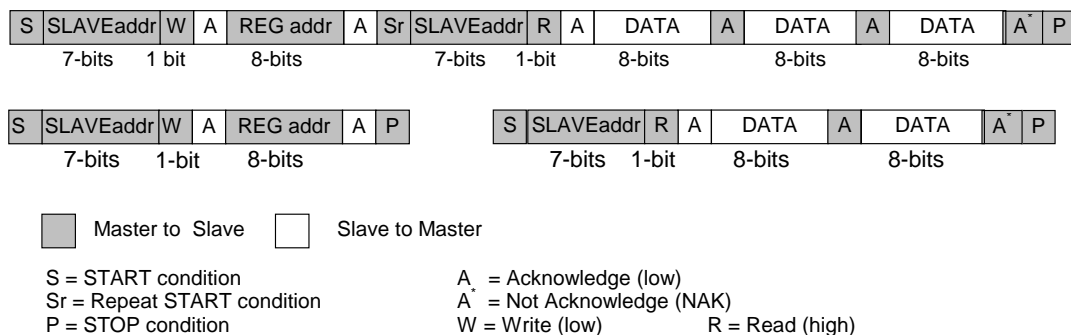 S SLAVEaddr W A REG addr A Sr SLAVEaddr R A DATA A DATA A DATA A* P
7-bits 1 bit 8-bits 7-bits 1-bit 8-bits 8-bits 8-bits
S SLAVEaddr W A REG addr A P
7-bits 1-bit 8-bits
S SLAVEaddr R A DATA A DATA A* P
7-bits 1-bit 8-bits 8-bits
Master to Slave
Slave to Master
S = START condition
Sr = Repeat START condition
P = STOP condition
A = Acknowledge (low)
A* = Not Acknowledge (NAK)
W = Write (low) R = Read (high)